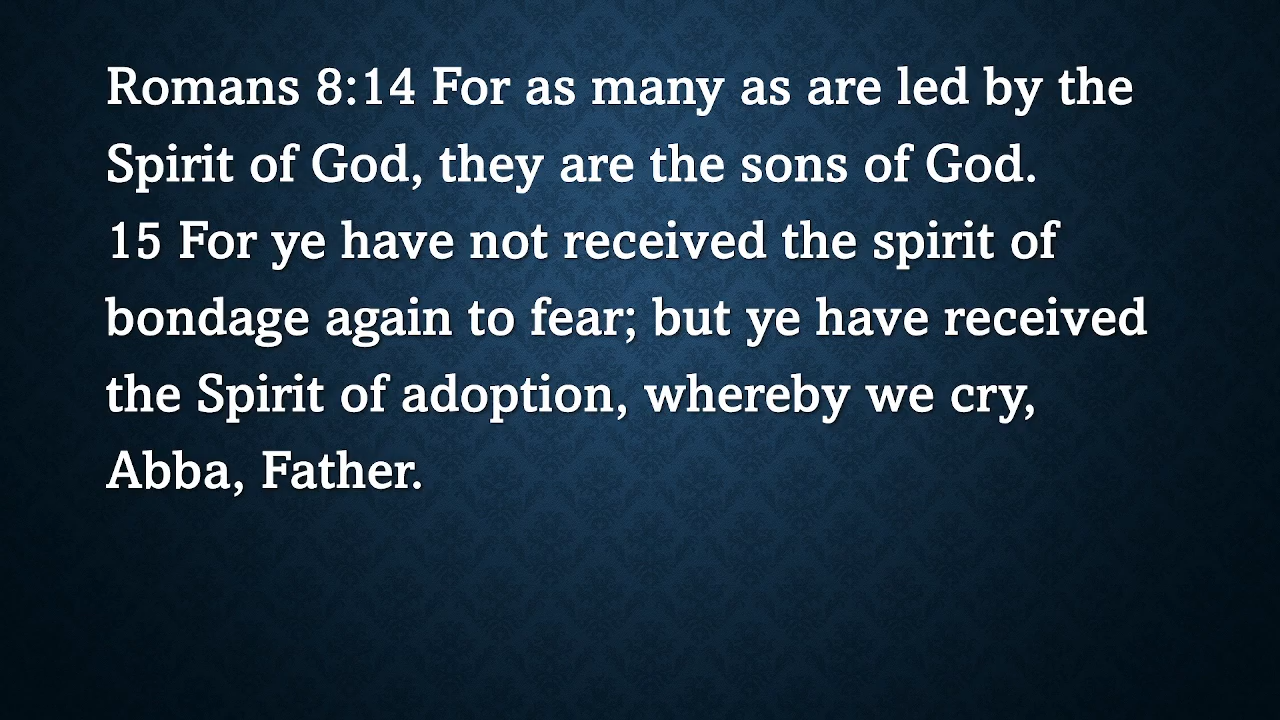 Romans 8:14 For as many as are led by the
Spirit of God, they are the sons of God.
15 For ye have not received the spirit of
bondage again to fear; but ye have received
the Spirit of adoption, whereby we cry,
Abba, Father.